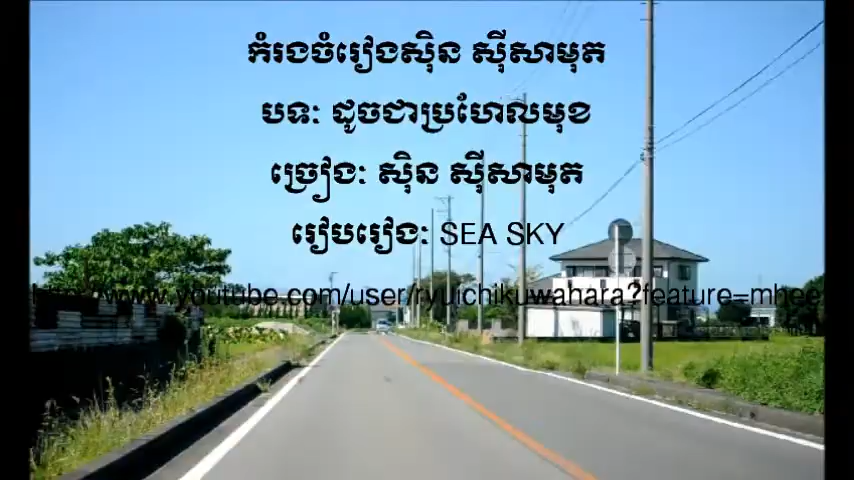 កំរងចំរៀងស៊ិន ស៊ីសាមុត
បទ: ដូចជាប្រហែលមុខ
ច្រៀង: ស៊ិន ស៊ីសាមុត
រៀបរៀង: SEA SKY
http://www.youtube.com/user/ryuichikuwahara?feature=mhee